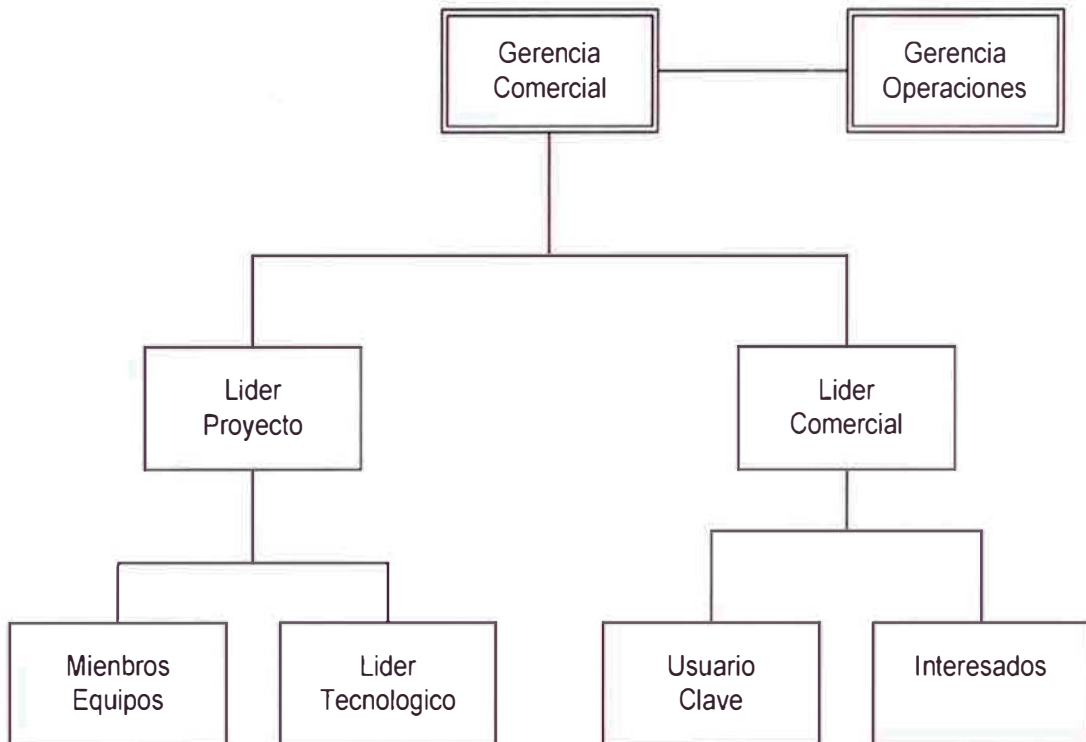 Gerencia
Comercial
Gerencia
Operaciones
Lider
Proyecto
Lider
Comercial
Mienbros
Equipos
Lider
Tecnologico
Usuario
Clave
Interesados